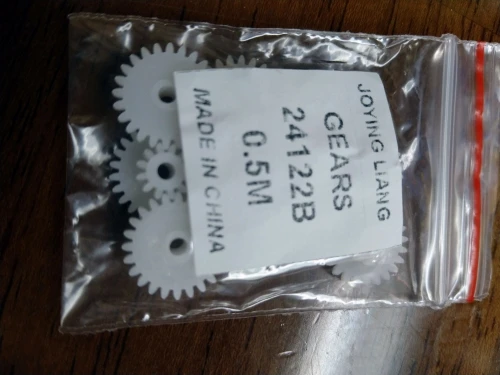 JOYING LIANG
GEARS
24122B
0.5M
MADE IN CHINA